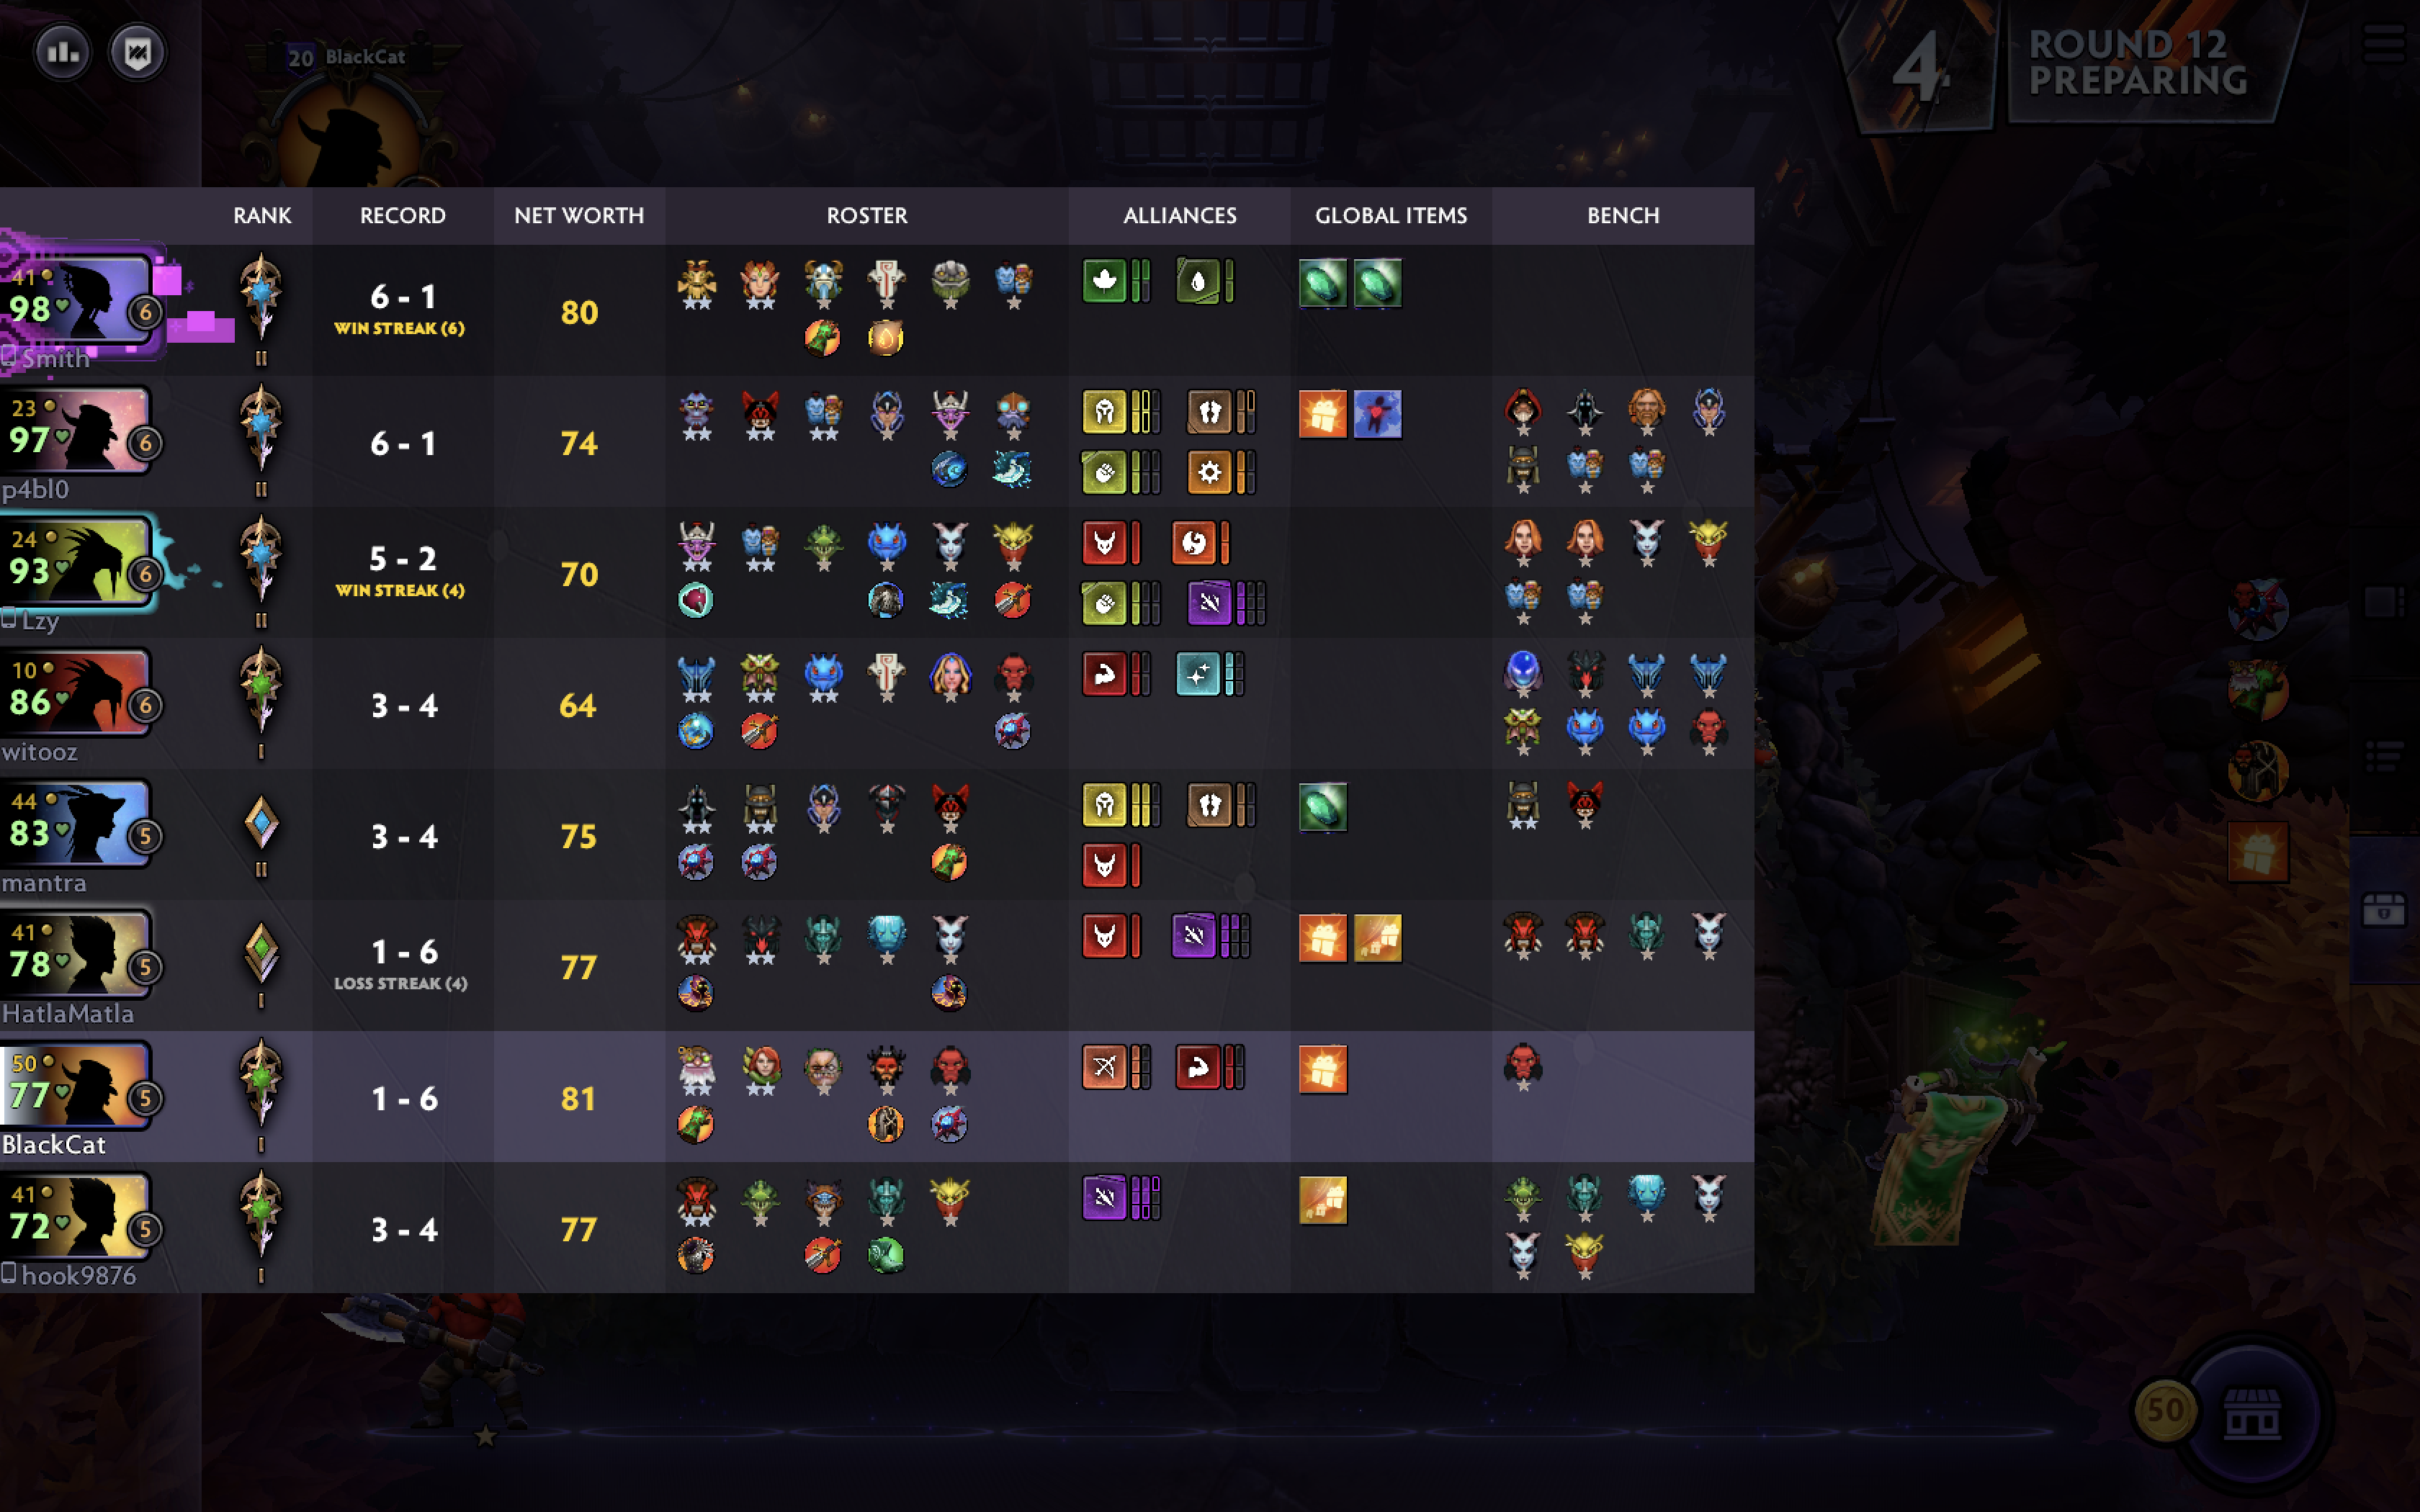 20 BlackCat
4
ROUND 12
PREPARING
RANK RECORD NET WORTH ROSTER ALLIANCES GLOBAL ITEMS BENCH
41
98
6
Smith
II
6 - 1
WIN STREAK (6)
80
23
97
6
p4bl0
II
6 - 1
74
24
93
6
Lzy
II
5 - 2
WIN STREAK (4)
70
10
86
6
witooz
I
3 - 4
64
44
83
5
mantra
II
3 - 4
75
41
78
5
HatlaMatla
I
1 - 6
LOSS STREAK (4)
77
50
77
5
BlackCat
I
1 - 6
81
41
72
5
hook9876
I
3 - 4
77
50